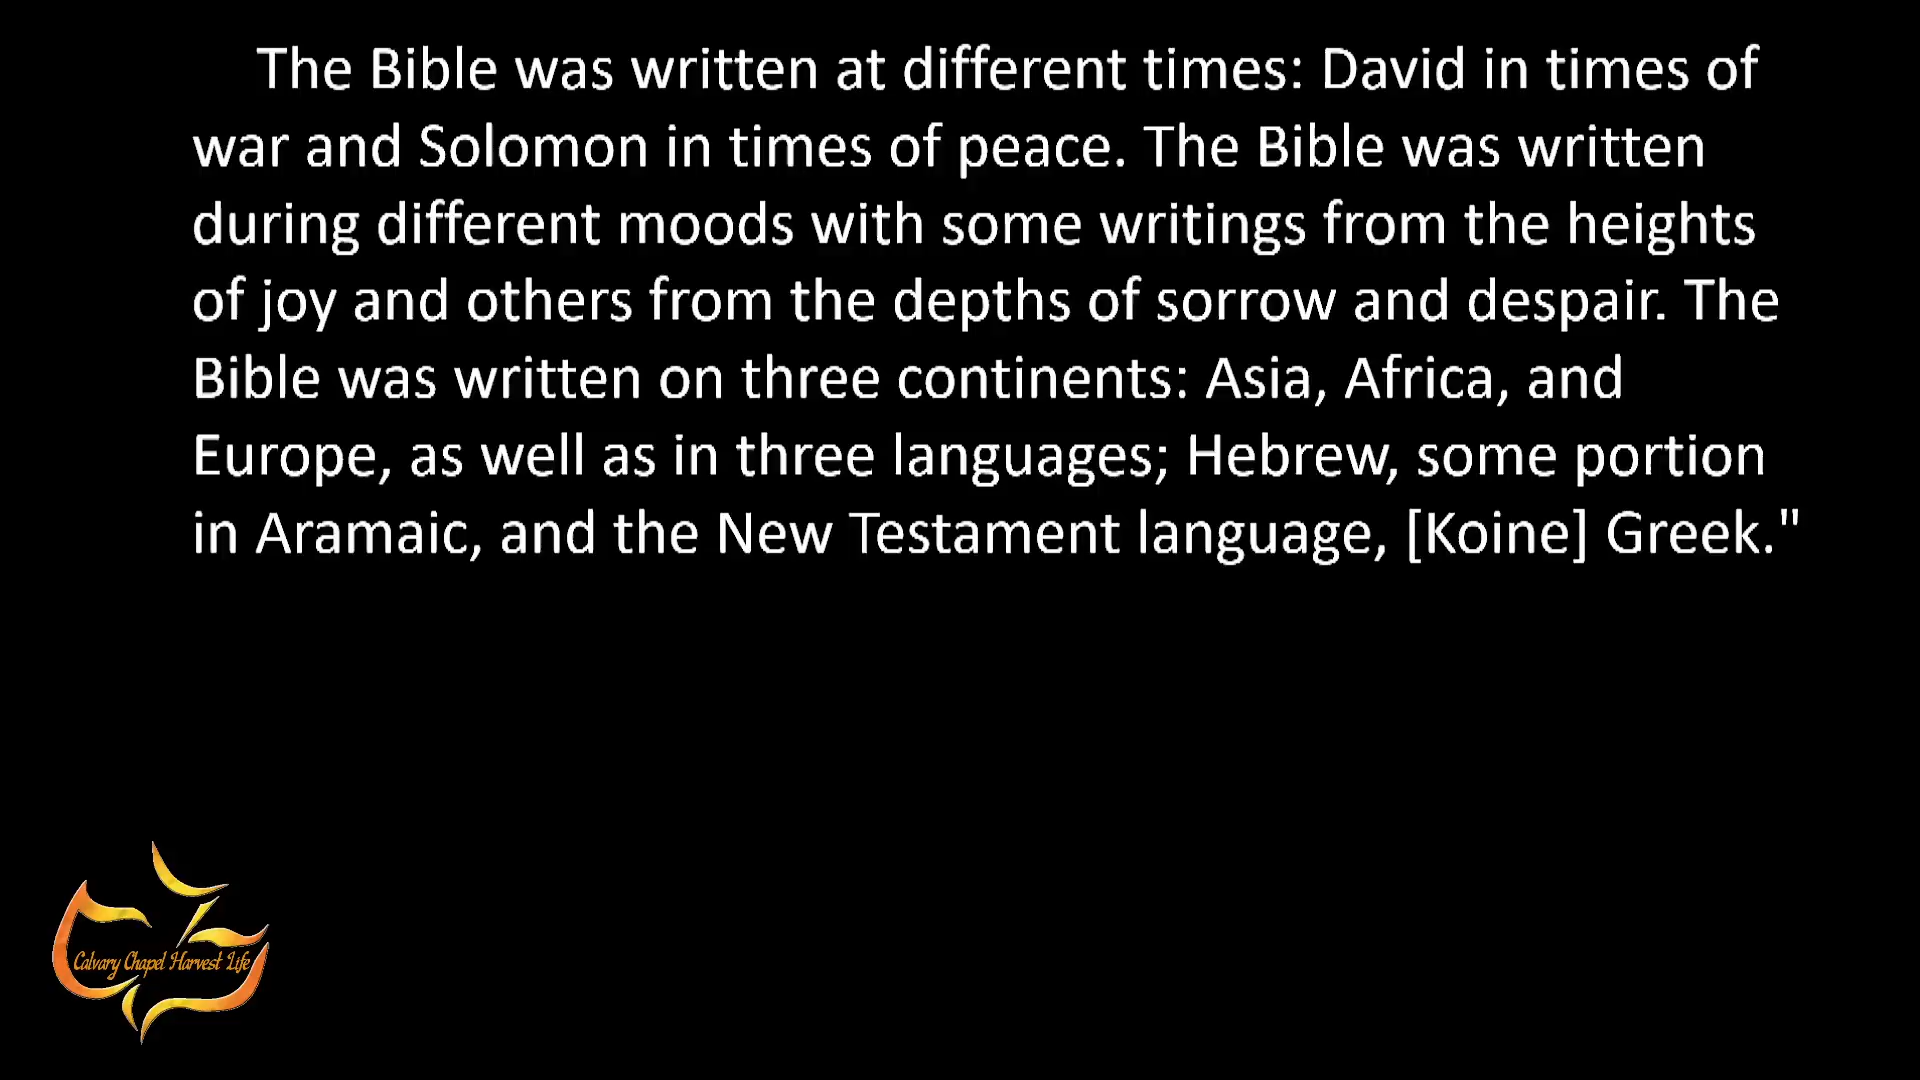 The Bible was written at different times: David in times of
war and Solomon in times of peace. The Bible was written
during different moods with some writings from the heights
of joy and others from the depths of sorrow and despair. The
Bible was written on three continents: Asia, Africa, and
Europe, as well as in three languages; Hebrew, some portion
in Aramaic, and the New Testament language, [Koine] Greek."
Calvary Chapel Harvest Life